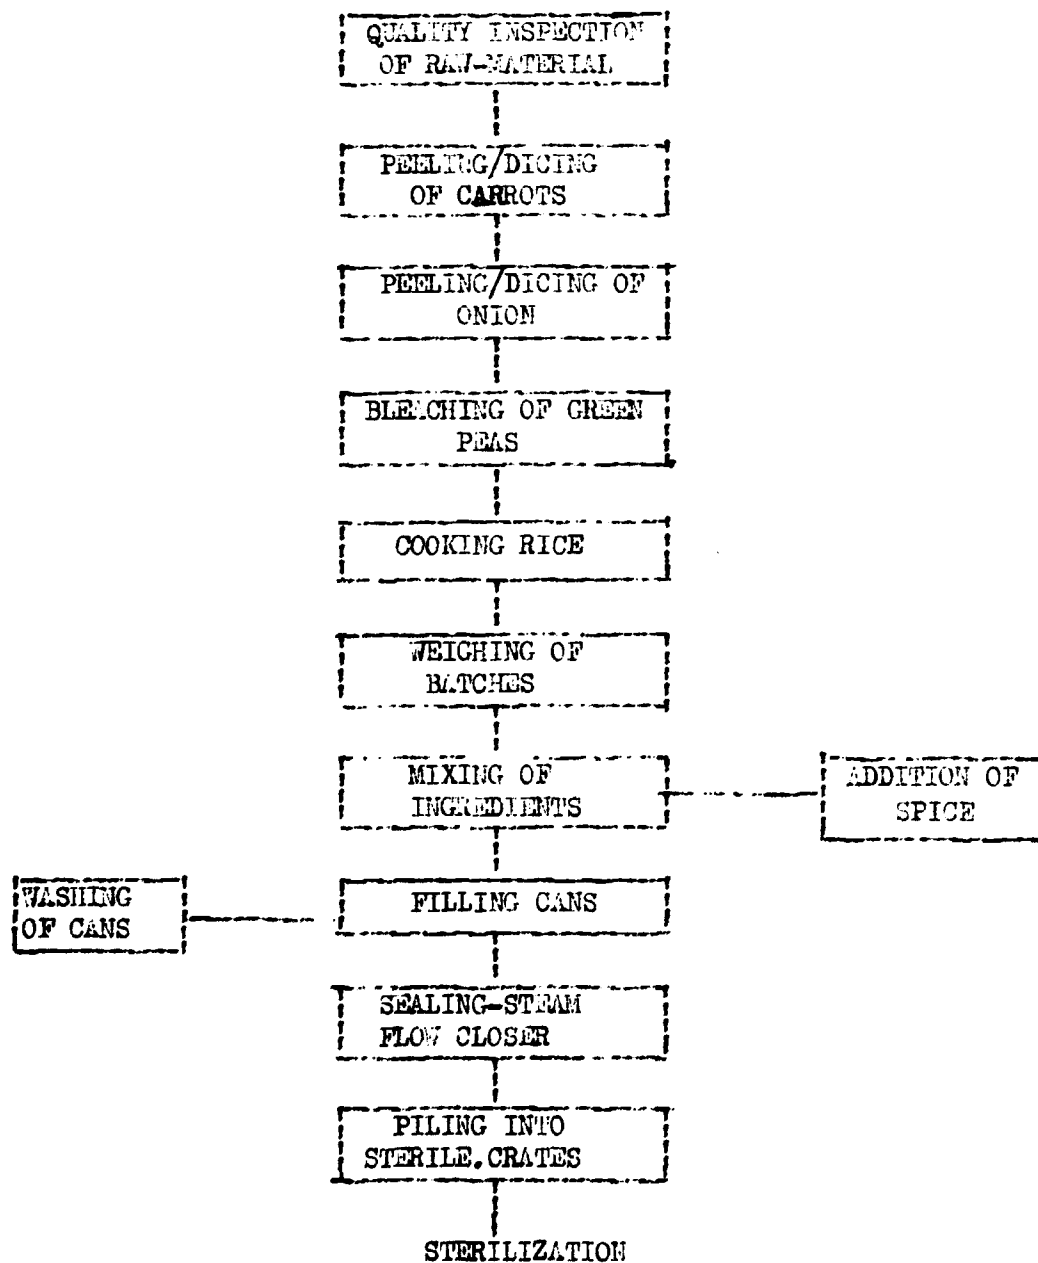 QUALITY INSPECTION
OF RAW-MATERIAL
PEELING/DICING
OF CARROTS
PEELING/DICING OF
ONION
BLEACHING OF GREEN
PEAS
COOKING RICE
WEIGHING OF
BATCHES
MIXING OF
INGREDIENTS
ADDITION OF
SPICE
WASHING
OF CANS
FILLING CANS
SEALING-STEAM
FLOW CLOSER
PILING INTO
STERILE.CRATES
STERILIZATION